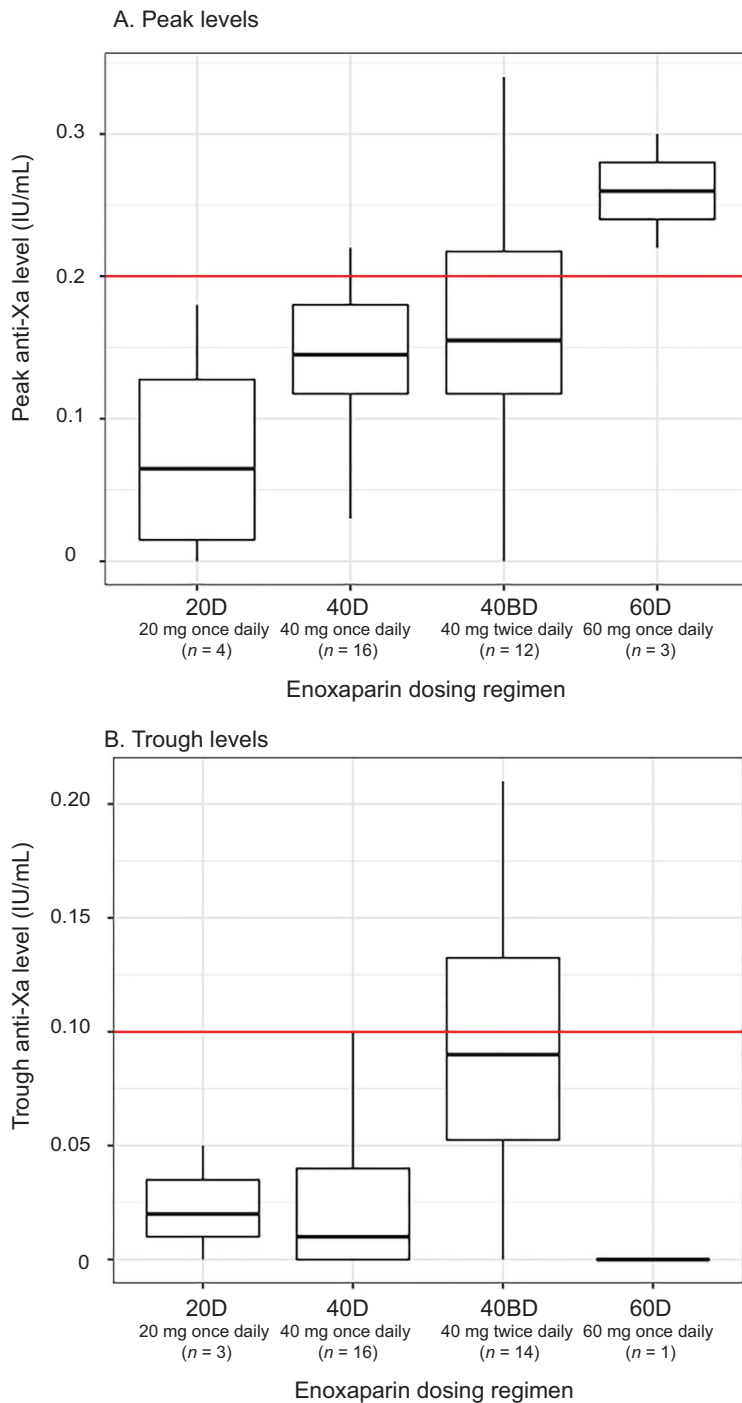 A. Peak levels
Peak anti-Xa level (IU/mL)
0.3
0.2
0.1
0
20D 40D 40BD 60D
20 mg once daily 40 mg once daily 40 mg twice daily 60 mg once daily
(n = 4) (n = 16) (n = 12) (n = 3)
Enoxaparin dosing regimen
B. Trough levels
Trough anti-Xa level (IU/mL)
0.20
0.15
0.10
0.05
0
20D 40D 40BD 60D
20 mg once daily 40 mg once daily 40 mg twice daily 60 mg once daily
(n = 3) (n = 16) (n = 14) (n = 1)
Enoxaparin dosing regimen